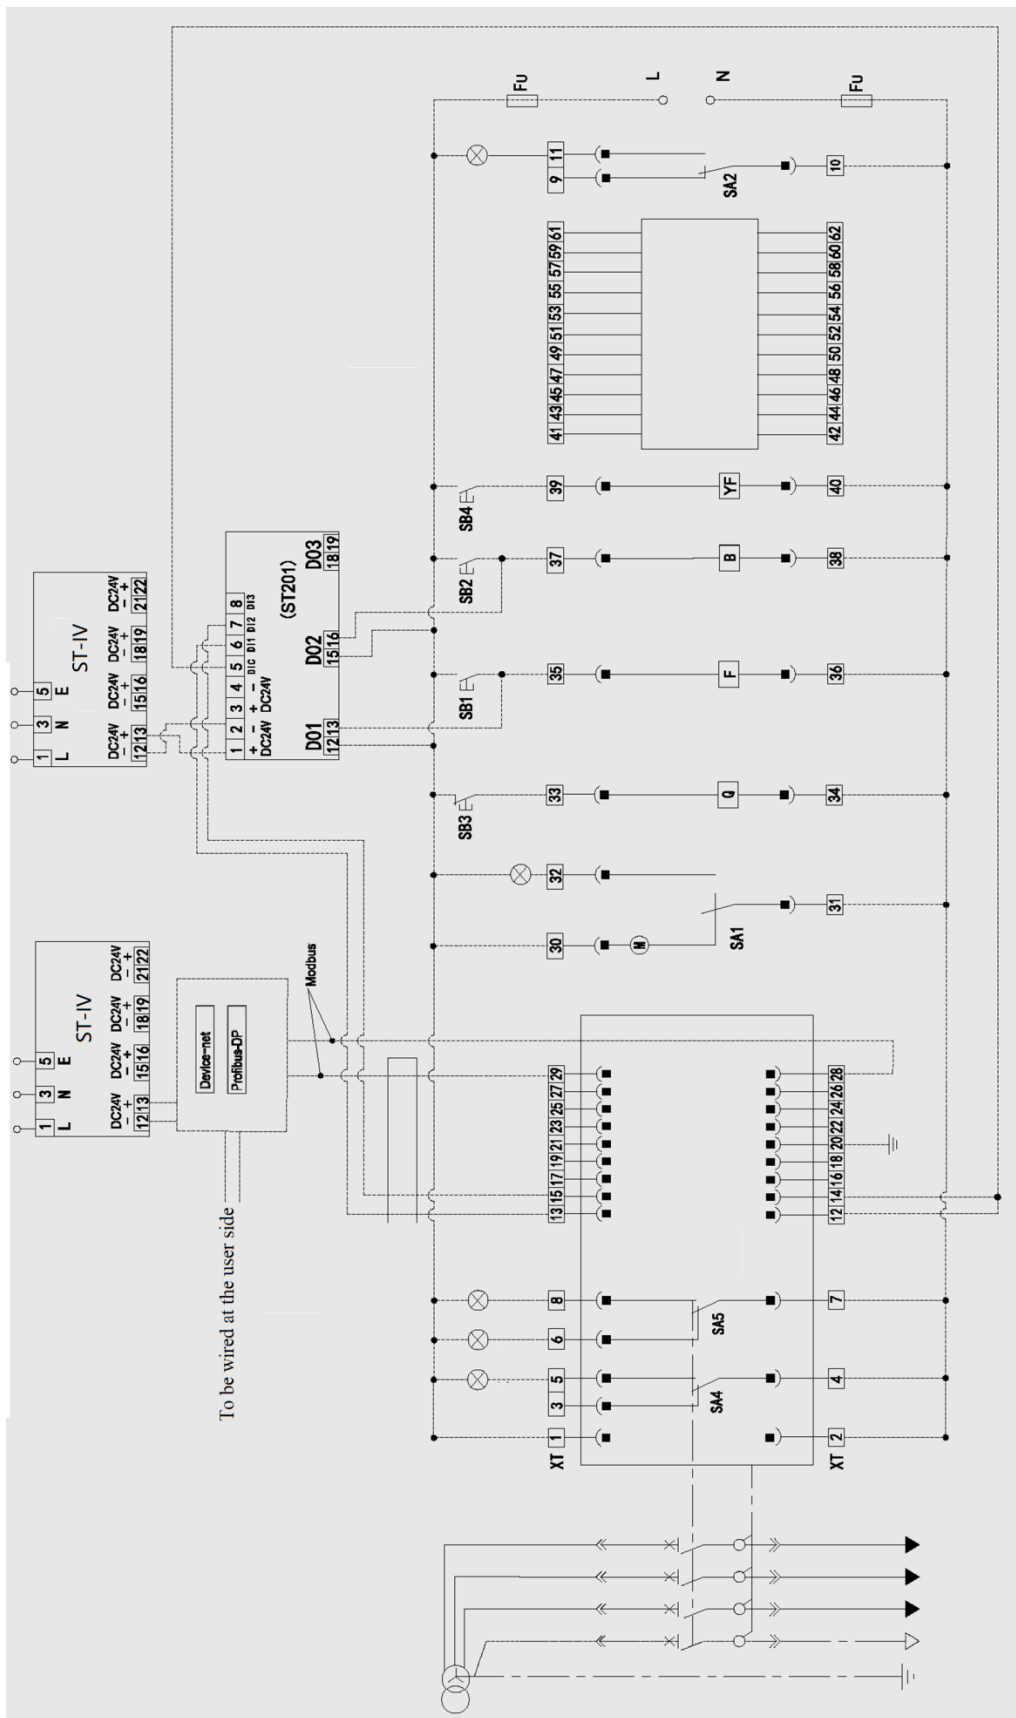 1 3 5
L N E
ST-IV
DC24V DC24V DC24V DC24V
- + - + - + - +
12 13 15 16 18 19 21 22
1 3 5
L N E
ST-IV
DC24V DC24V DC24V DC24V
- + - + - + - +
12 13 15 16 18 19 21 22
Device-net
Profibus-DP
To be wired at the user side
1 2 3 4 5 6 7 8
+ - + - DIC DI1 DI2 DI3
DC24V DC24V
(ST201)
DO1 DO2 DO3
12 13 15 16 18 19
Modbus
SB3 SB1 SB2 SB4
Fu
XT 1 3 5 6 8 13 15 17 19 21 23 25 27 29 30 32 33 35 37 39 41 43 45 47 49 51 53 55 57 59 61 9 11
M
L
SA4 SA5 SA1
Q F B YF
SA2
N
XT 2 4 7 12 14 16 18 20 22 24 26 28 31 34 36 38 40 42 44 46 48 50 52 54 56 58 60 62 10
Fu